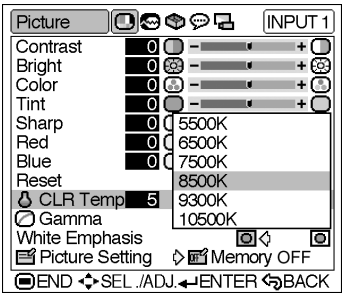 Picture INPUT 1
Contrast 0 - +
Bright 0 - +
Color 0 - +
Tint 0 - +
Sharp 0
Red 0
Blue 0
5500K
6500K
7500K
8500K
9300K
10500K
Reset
CLR Temp 5
Gamma
White Emphasis
Picture Setting OFF Memory OFF
END SEL ./ADJ. ENTER BACK